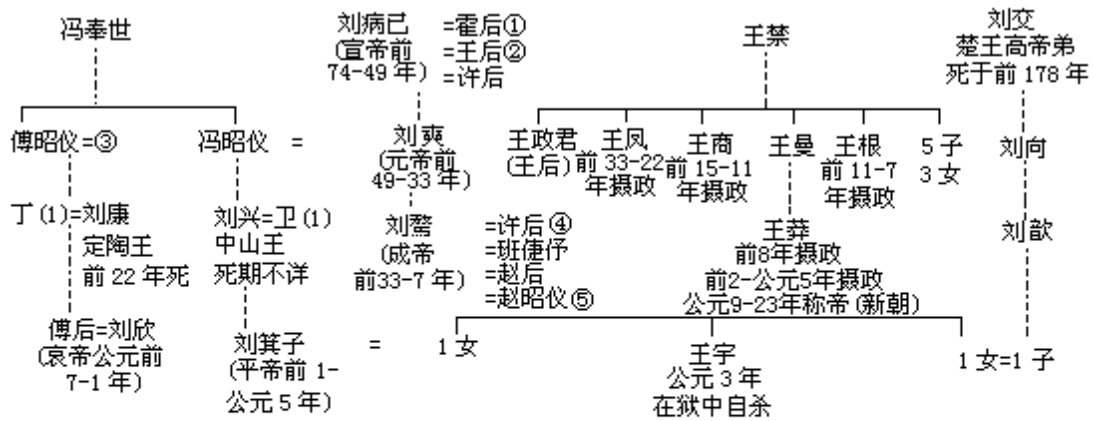 冯奉世
刘病已 =霍后①
(宣帝前 =王后②
74-49 年) =许后
王禁
刘交
楚王高帝弟
死于前 178 年
傅昭仪=③
冯昭仪 =
刘爽
(元帝前
49-33 年)
王政君
(王后)
王凤
前 33-22
年摄政
王商
前 15-11
年摄政
王曼
王根
前 11-7
年摄政
5 子
3 女
刘向
丁(1)=刘康
定陶王
前 22 年死
刘兴=卫(1)
中山王
死期不详
刘骜
(成帝
前33-7 年)
=许后④
=班倢伃
=赵后
=赵昭仪⑤
王莽
前8年摄政
前2-公元5年摄政
公元9-23年称帝(新朝)
刘歆
傅后=刘欣
(哀帝公元前
7-1 年)
刘箕子 = 1 女
(平帝前 1-
公元 5 年)
王宇
公元 3 年
在狱中自杀
1 女=1 子